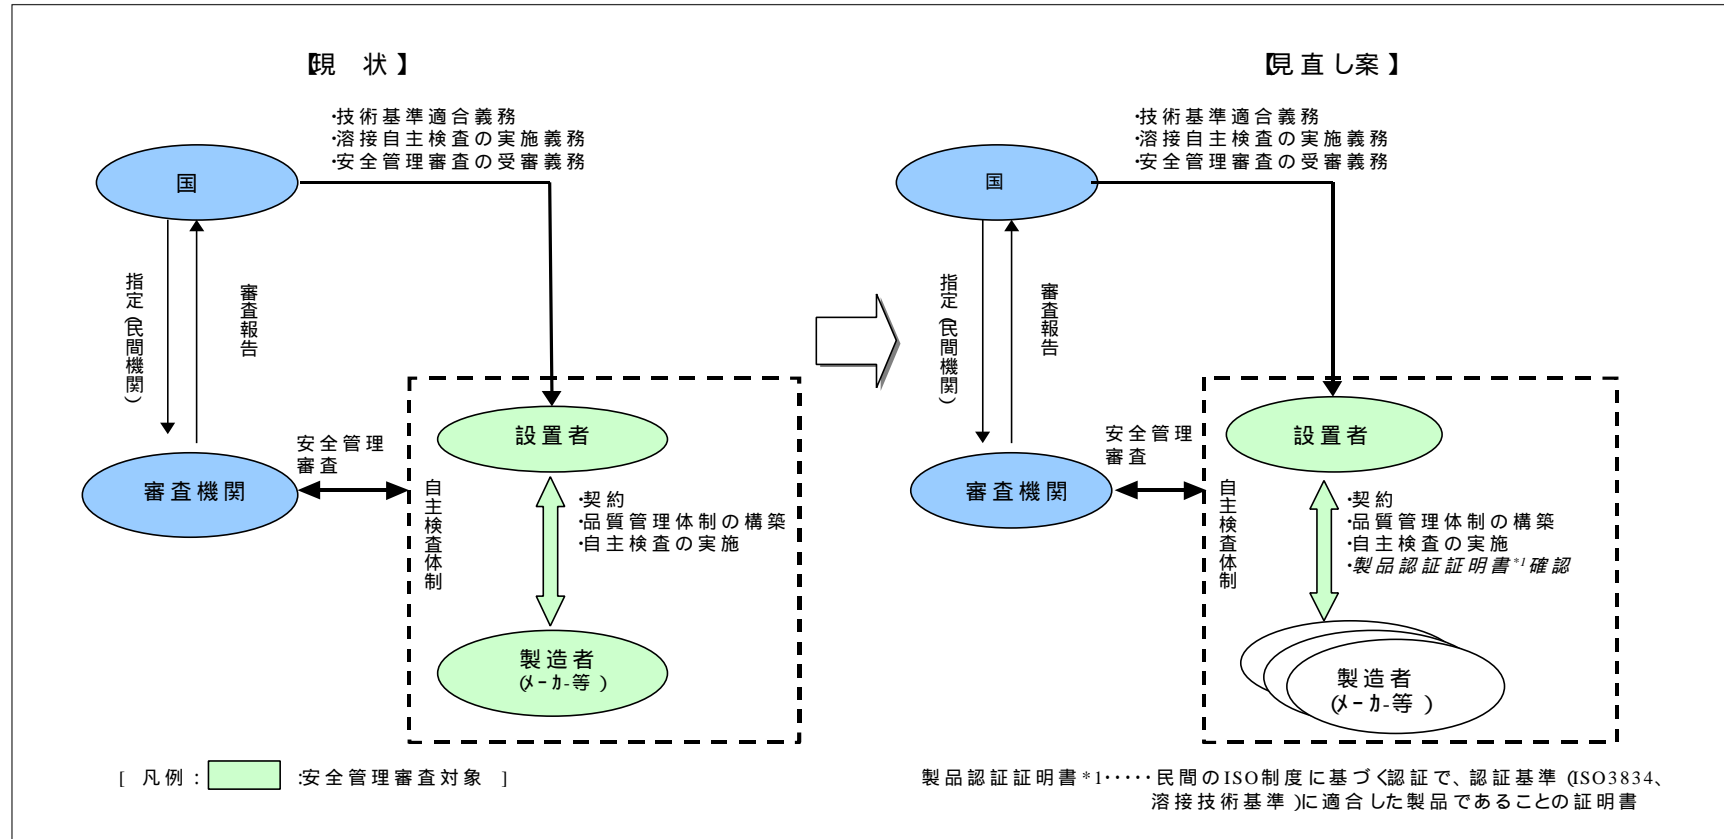 【現　状】
・技術基準適合義務
・溶接自主検査の実施義務
・安全管理審査の受審義務
国
指定(民間機関)
審査報告
設置者
安全管理
審査
審査機関
自主検査体制
・契約
・品質管理体制の構築
・自主検査の実施
製造者
(メーカー等)
[ 凡例: :安全管理審査対象 ]
【見直し案】
・技術基準適合義務
・溶接自主検査の実施義務
・安全管理審査の受審義務
国
指定(民間機関)
審査報告
設置者
安全管理
審査
審査機関
自主検査体制
・契約
・品質管理体制の構築
・自主検査の実施
・製品認証証明書*1確認
製造者
(メーカー等)
製品認証証明書*1・・・・・民間のISO制度に基づく認証で、認証基準(ISO3834、
溶接技術基準)に適合した製品であることの証明書